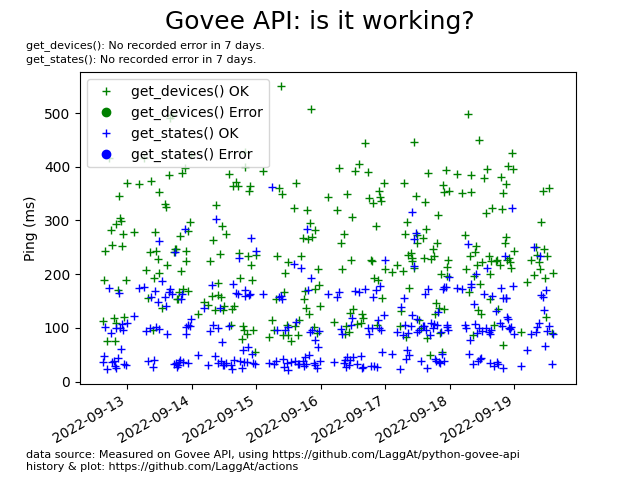 Govee API: is it working?
get_devices(): No recorded error in 7 days.
get_states(): No recorded error in 7 days.
get_devices() OK
get_devices() Error
get_states() OK
get_states() Error
Ping (ms)
500
400
300
200
100
0
2022-09-13
2022-09-14
2022-09-15
2022-09-16
2022-09-17
2022-09-18
2022-09-19
data source: Measured on Govee API, using https://github.com/LaggAt/python-govee-api
history & plot: https://github.com/LaggAt/actions